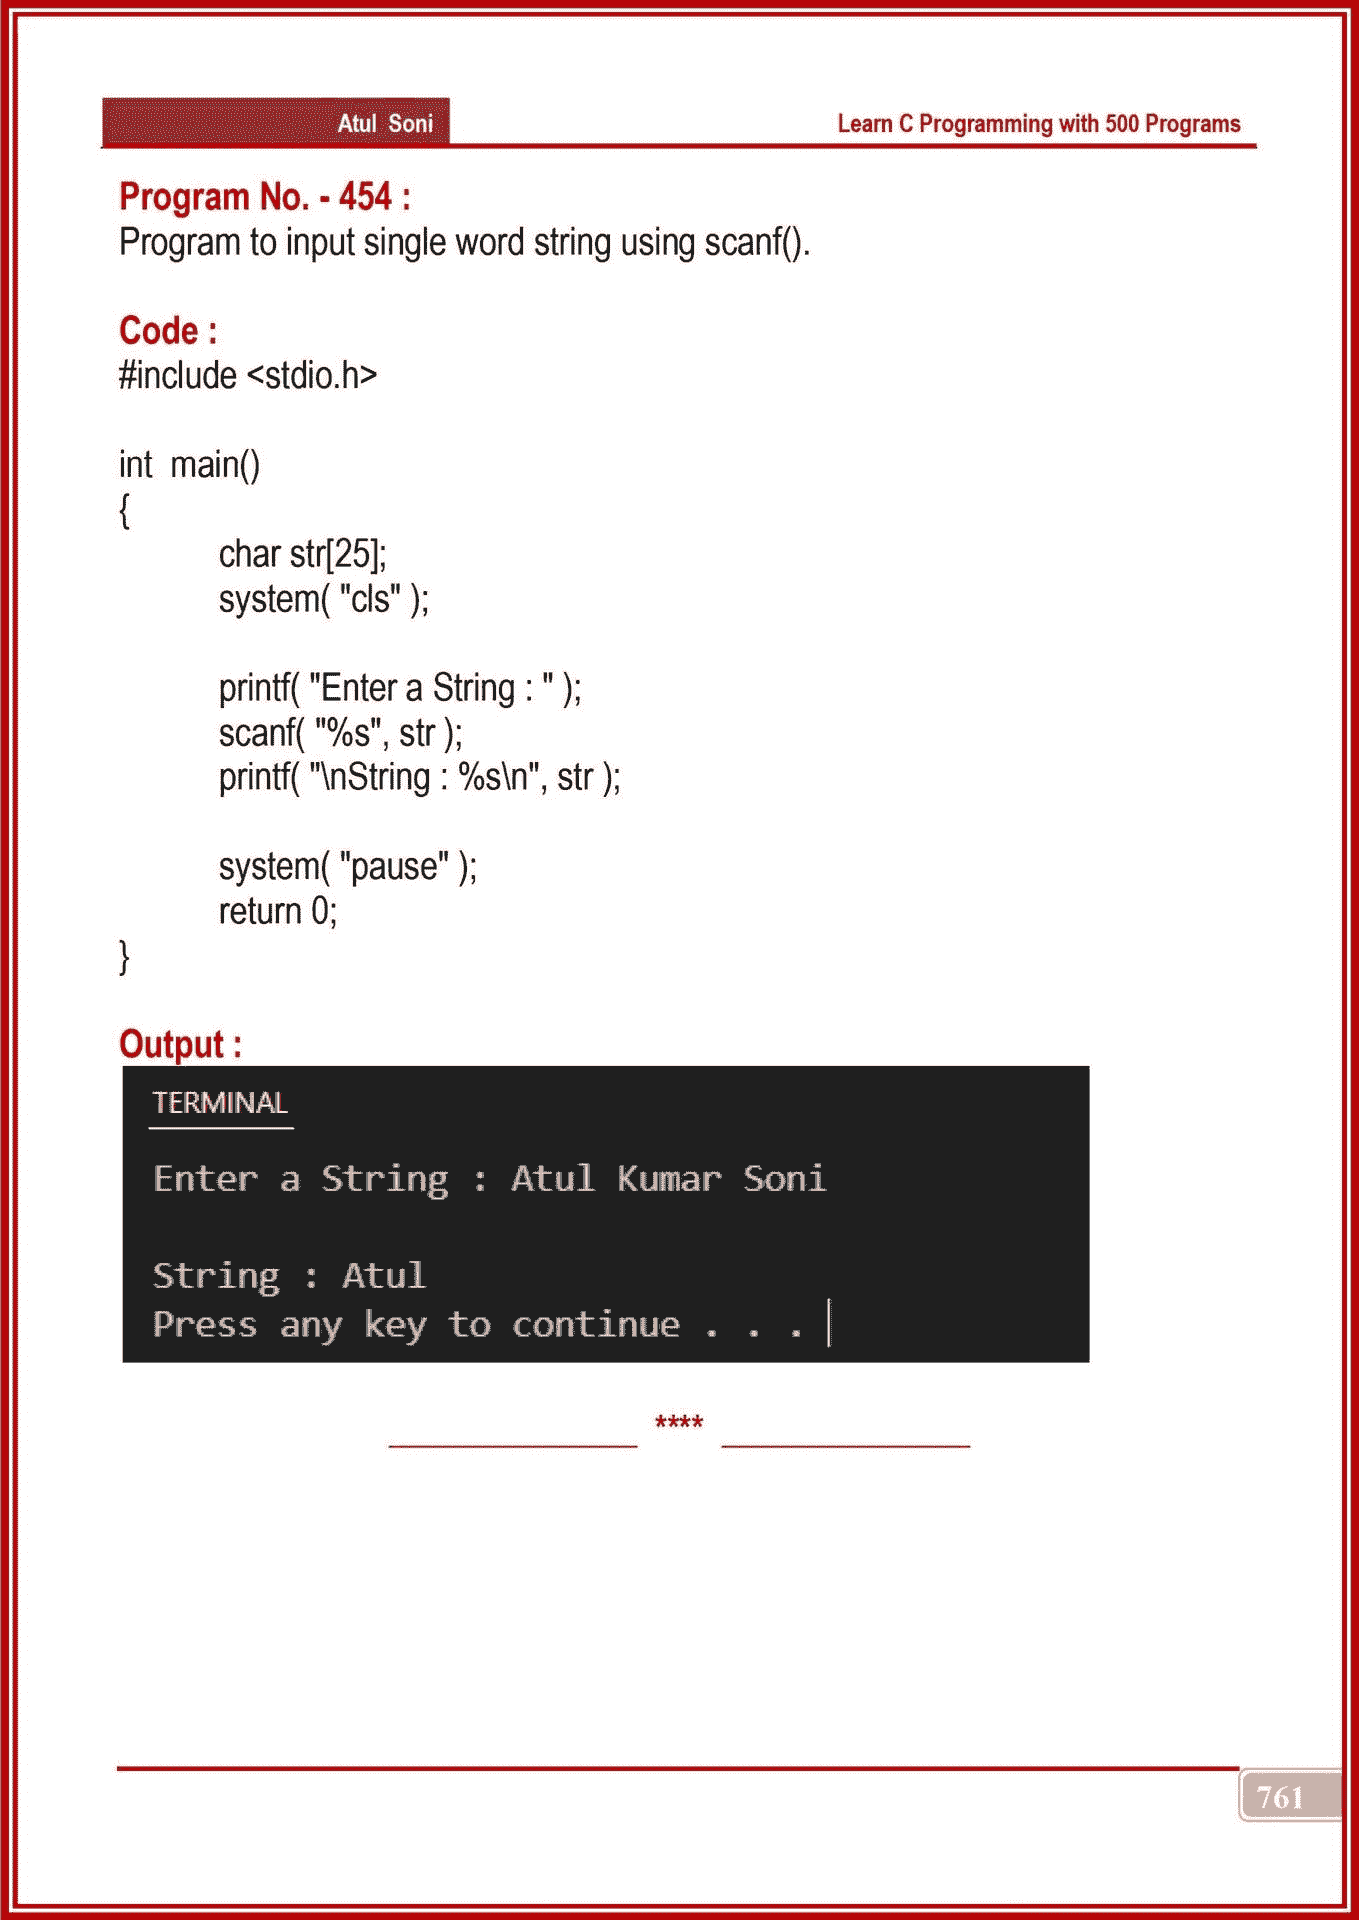 Atul Soni
Learn C Programming with 500 Programs
Program No. - 454 :
Program to input single word string using scanf().
Code :
#include <stdio.h>
int main()
{
char str[25];
system( "cls" );
printf( "Enter a String : " );
scanf( "%s", str );
printf( "\nString : %s\n", str );
system( "pause" );
return 0;
}
Output :
TERMINAL
Enter a String : Atul Kumar Soni
String : Atul
Press any key to continue . . .
****
761